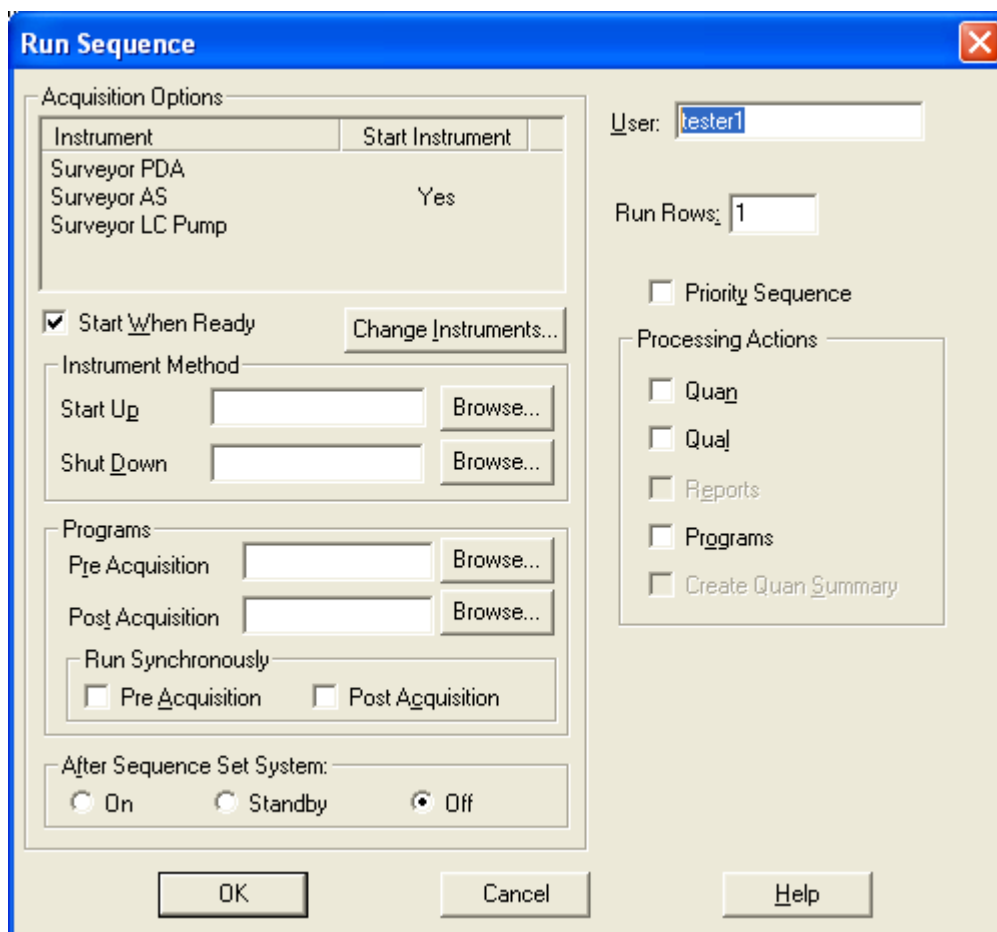 Run Sequence
Acquisition Options
Instrument Start Instrument
Surveyor PDA
Surveyor AS Yes
Surveyor LC Pump
Start When Ready
Change Instruments...
Instrument Method
Start Up Browse...
Shut Down Browse...
Programs
Pre Acquisition Browse...
Post Acquisition Browse...
Run Synchronously
Pre Acquisition Post Acquisition
After Sequence Set System:
On Standby Off
User: tester1
Run Rows: 1
Priority Sequence
Processing Actions
Quan
Qual
Reports
Programs
Create Quan Summary
OK Cancel Help